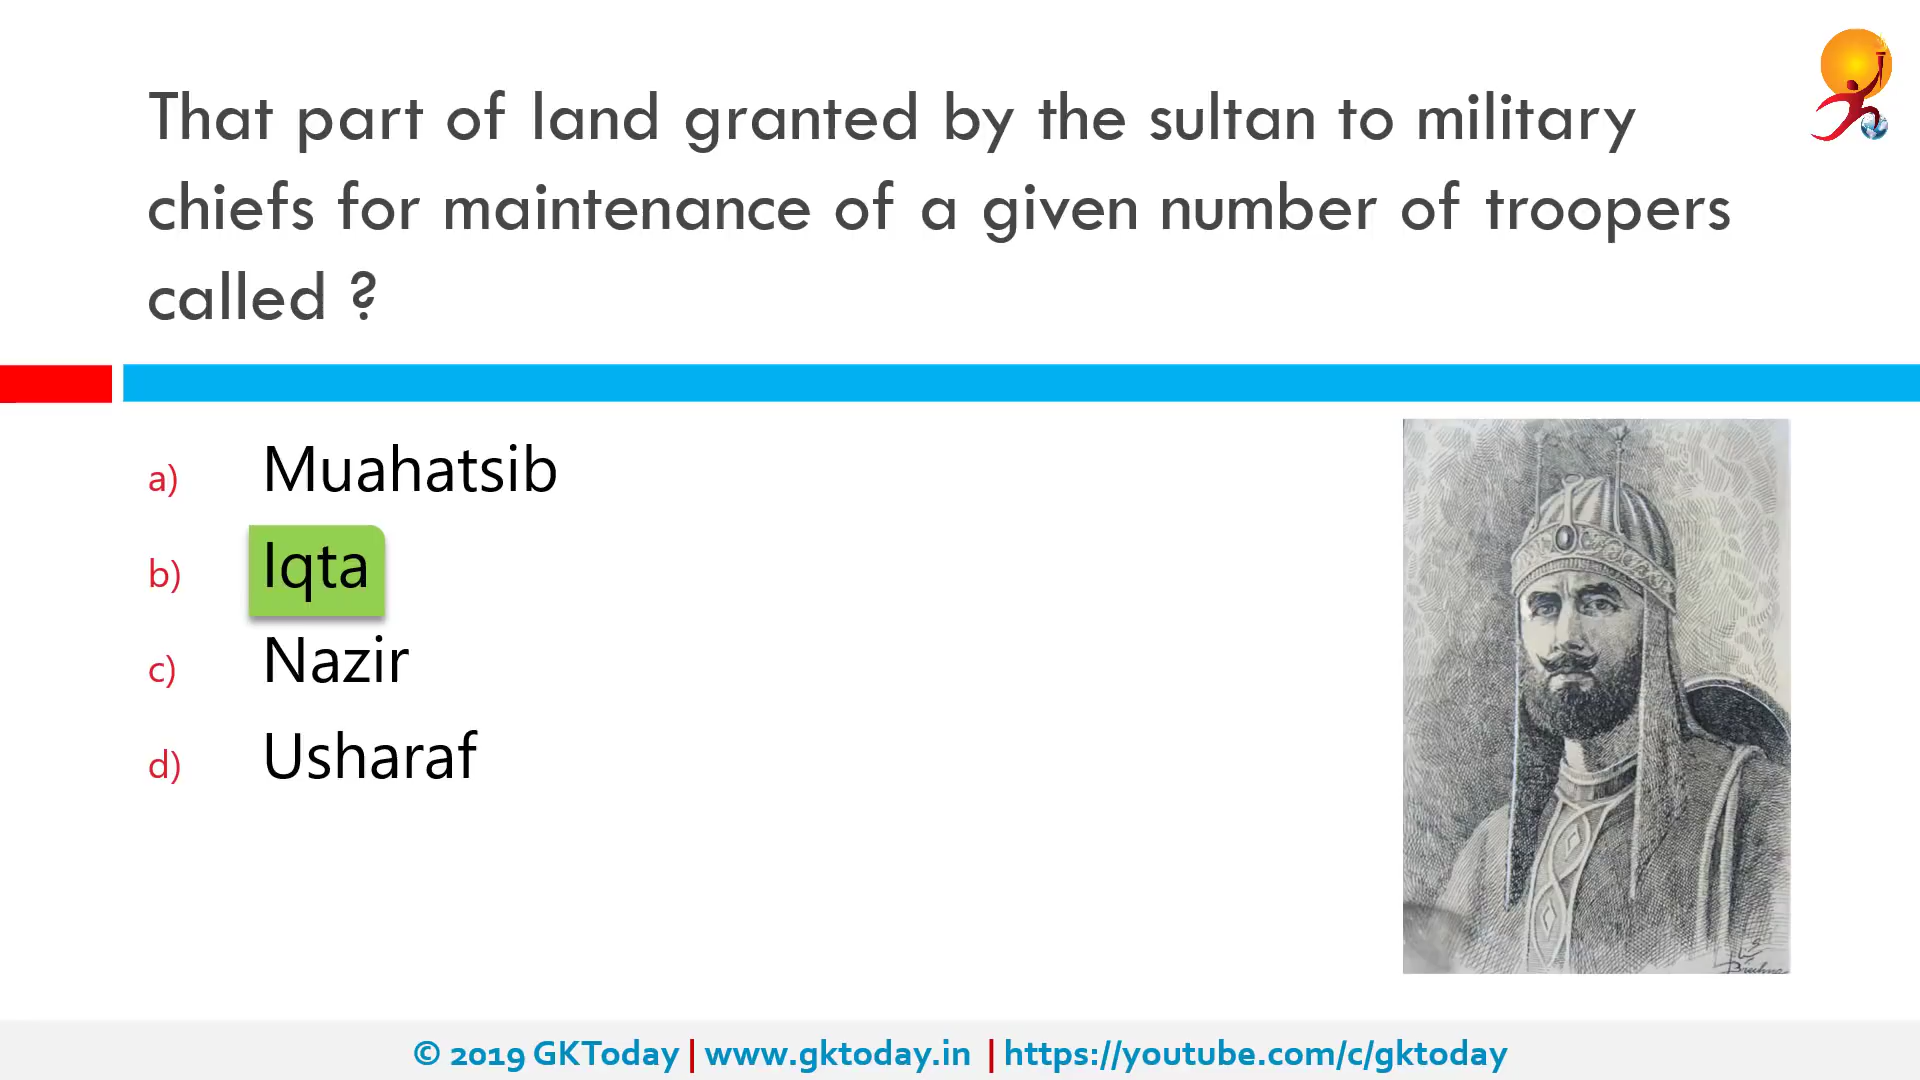 That part of land granted by the sultan to military
chiefs for maintenance of a given number of troopers
called ?
a) Muahatsib
b) Iqta
c) Nazir
d) Usharaf
© 2019 GKToday | www.gktoday.in | https://youtube.com/c/gktoday